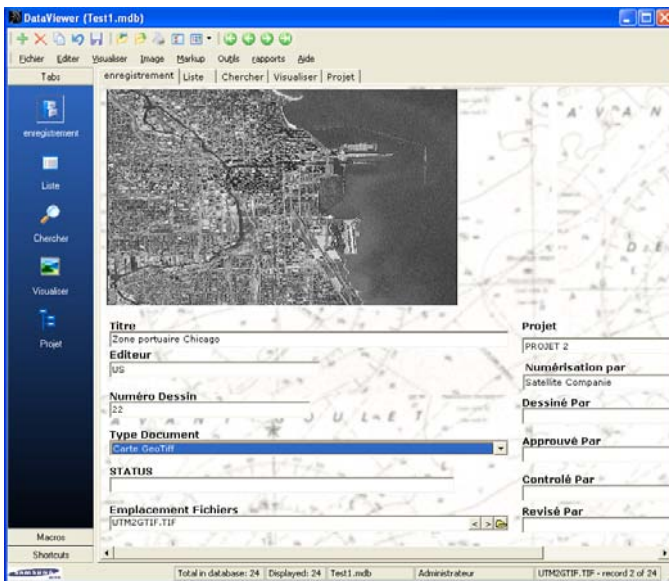 DataViewer (Test1.mdb)
Fichier Editer Visualiser Image Markup Outils rapports Aide
Tabs
enregistrement Liste Chercher Visualiser Projet
enregistrement
Liste
Chercher
Visualiser
Projet
Titre
Zone portuaire Chicago
Editeur
US
Numéro Dessin
22
Type Document
Carte GeoTiff
STATUS
Emplacement Fichiers
UTM2GTIF.TIF
< >
Projet
PROJET 2
Numérisation par
Satellite Companie
Dessiné Par
Approuvé Par
Controlé Par
Revisé Par
Macros
Shortcuts
SAMSUNG
Total in database: 24 Displayed: 24 Test1.mdb Administrateur UTM2GTIF.TIF - record 2 of 24